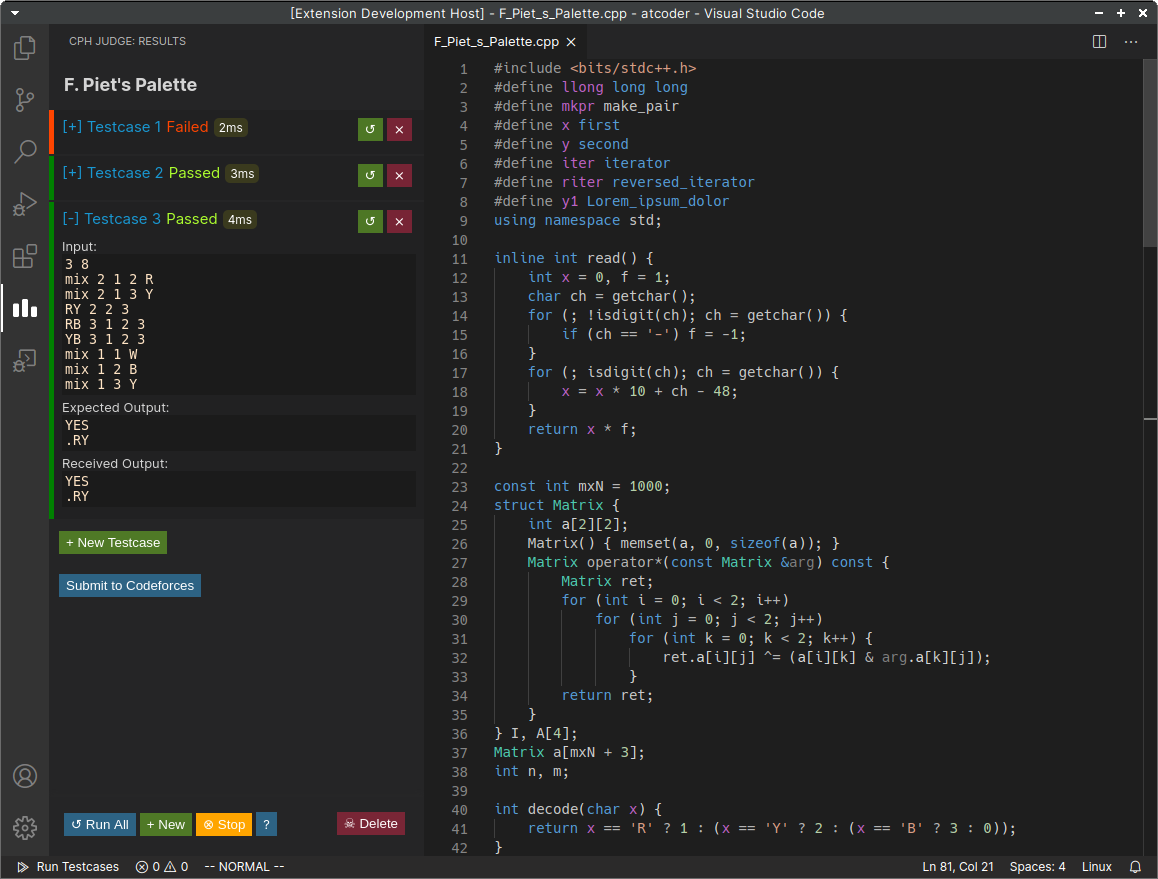 [Extension Development Host] - F_Piet_s_Palette.cpp - atcoder - Visual Studio Code
CPH JUDGE: RESULTS
F. Piet's Palette
[+] Testcase 1 Failed 2ms
[+] Testcase 2 Passed 3ms
[-] Testcase 3 Passed 4ms
Input:
3 8
mix 2 1 2 R
mix 2 1 3 Y
RY 2 2 3
RB 3 1 2 3
YB 3 1 2 3
mix 1 1 W
mix 1 2 B
mix 1 3 Y
Expected Output:
YES
.RY
Received Output:
YES
.RY
+ New Testcase
Submit to Codeforces
↺ Run All + New ⊗ Stop ? ☠ Delete
F_Piet_s_Palette.cpp
1 #include <bits/stdc++.h>
2 #define llong long long
3 #define mkpr make_pair
4 #define x first
5 #define y second
6 #define iter iterator
7 #define riter reversed_iterator
8 #define y1 Lorem_ipsum_dolor
9 using namespace std;
10
11 inline int read() {
12 int x = 0, f = 1;
13 char ch = getchar();
14 for (; !isdigit(ch); ch = getchar()) {
15 if (ch == '-') f = -1;
16 }
17 for (; isdigit(ch); ch = getchar()) {
18 x = x * 10 + ch - 48;
19 }
20 return x * f;
21 }
22
23 const int mxN = 1000;
24 struct Matrix {
25 int a[2][2];
26 Matrix() { memset(a, 0, sizeof(a)); }
27 Matrix operator*(const Matrix &arg) const {
28 Matrix ret;
29 for (int i = 0; i < 2; i++)
30 for (int j = 0; j < 2; j++)
31 for (int k = 0; k < 2; k++) {
32 ret.a[i][j] ^= (a[i][k] & arg.a[k][j]);
33 }
34 return ret;
35 }
36 } I, A[4];
37 Matrix a[mxN + 3];
38 int n, m;
39
40 int decode(char x) {
41 return x == 'R' ? 1 : (x == 'Y' ? 2 : (x == 'B' ? 3 : 0));
42 }
Run Testcases 0 0 -- NORMAL -- Ln 81, Col 21 Spaces: 4 Linux